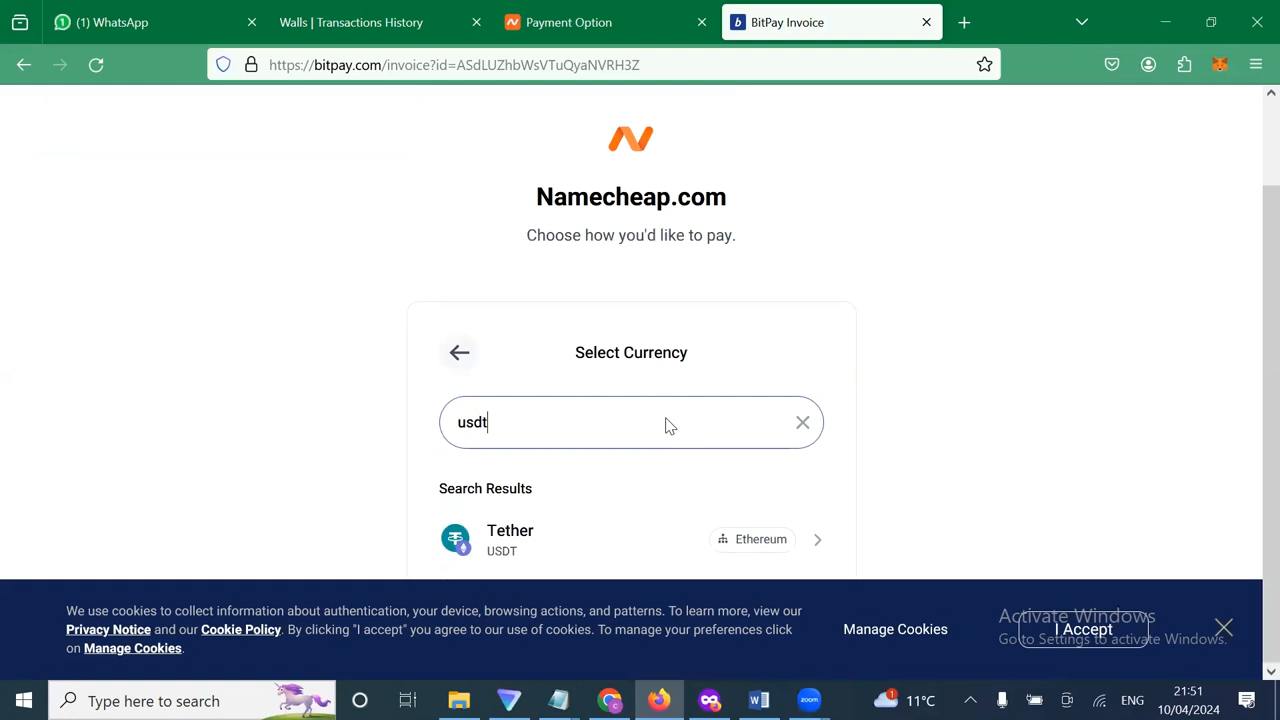 (1) WhatsApp
Walls | Transactions History
Payment Option
BitPay Invoice
https://bitpay.com/invoice?id=ASdLUZhbWsVTuQyaNVRH3Z
Namecheap.com
Choose how you'd like to pay.
Select Currency
usdt
Search Results
Tether
USDT
Ethereum
We use cookies to collect information about authentication, your device, browsing actions, and patterns. To learn more, view our
Privacy Notice and our Cookie Policy. By clicking "I accept" you agree to our use of cookies. To manage your preferences click
on Manage Cookies.
Manage Cookies
I Accept
Activate Windows
Go to Settings to activate Windows.
Type here to search
1
11°C
ENG
21:51
10/04/2024